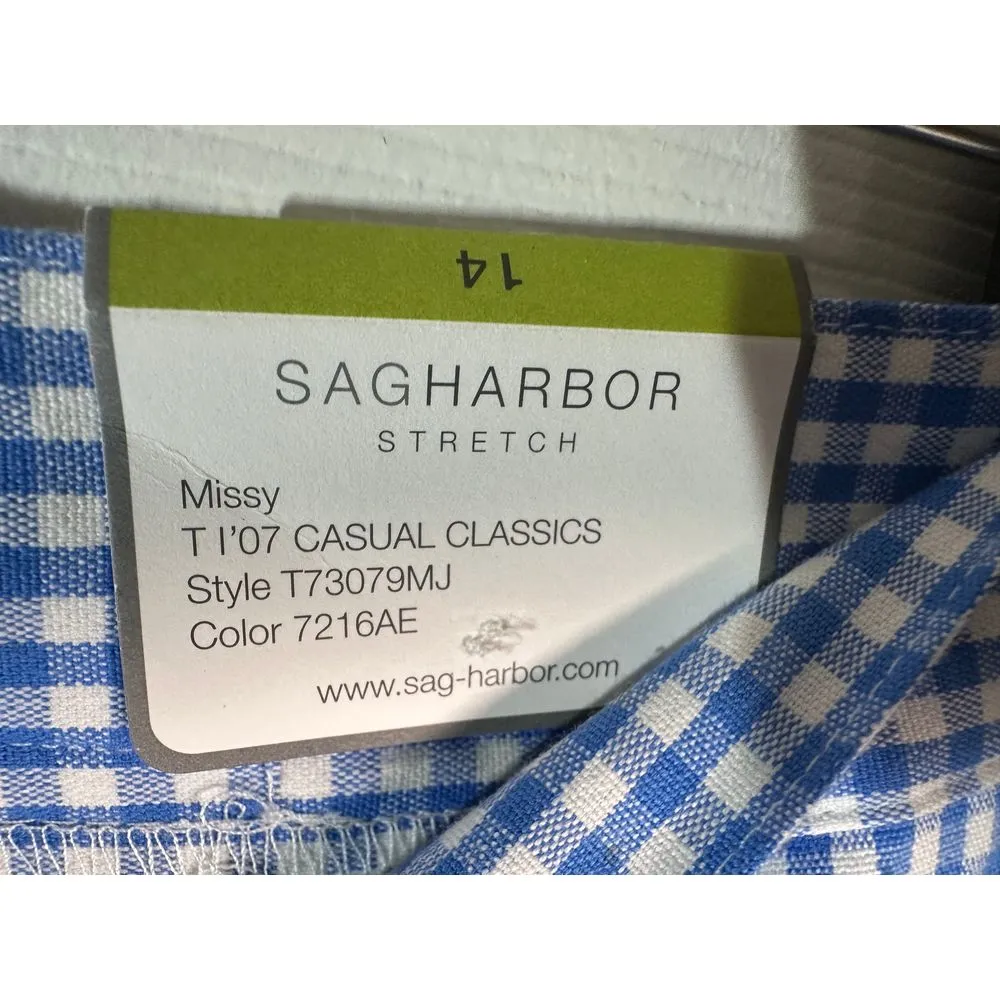 14
SAGHARBOR
STRETCH
Missy
T I'07 CASUAL CLASSICS
Style T73079MJ
Color 7216AE
www.sag-harbor.com